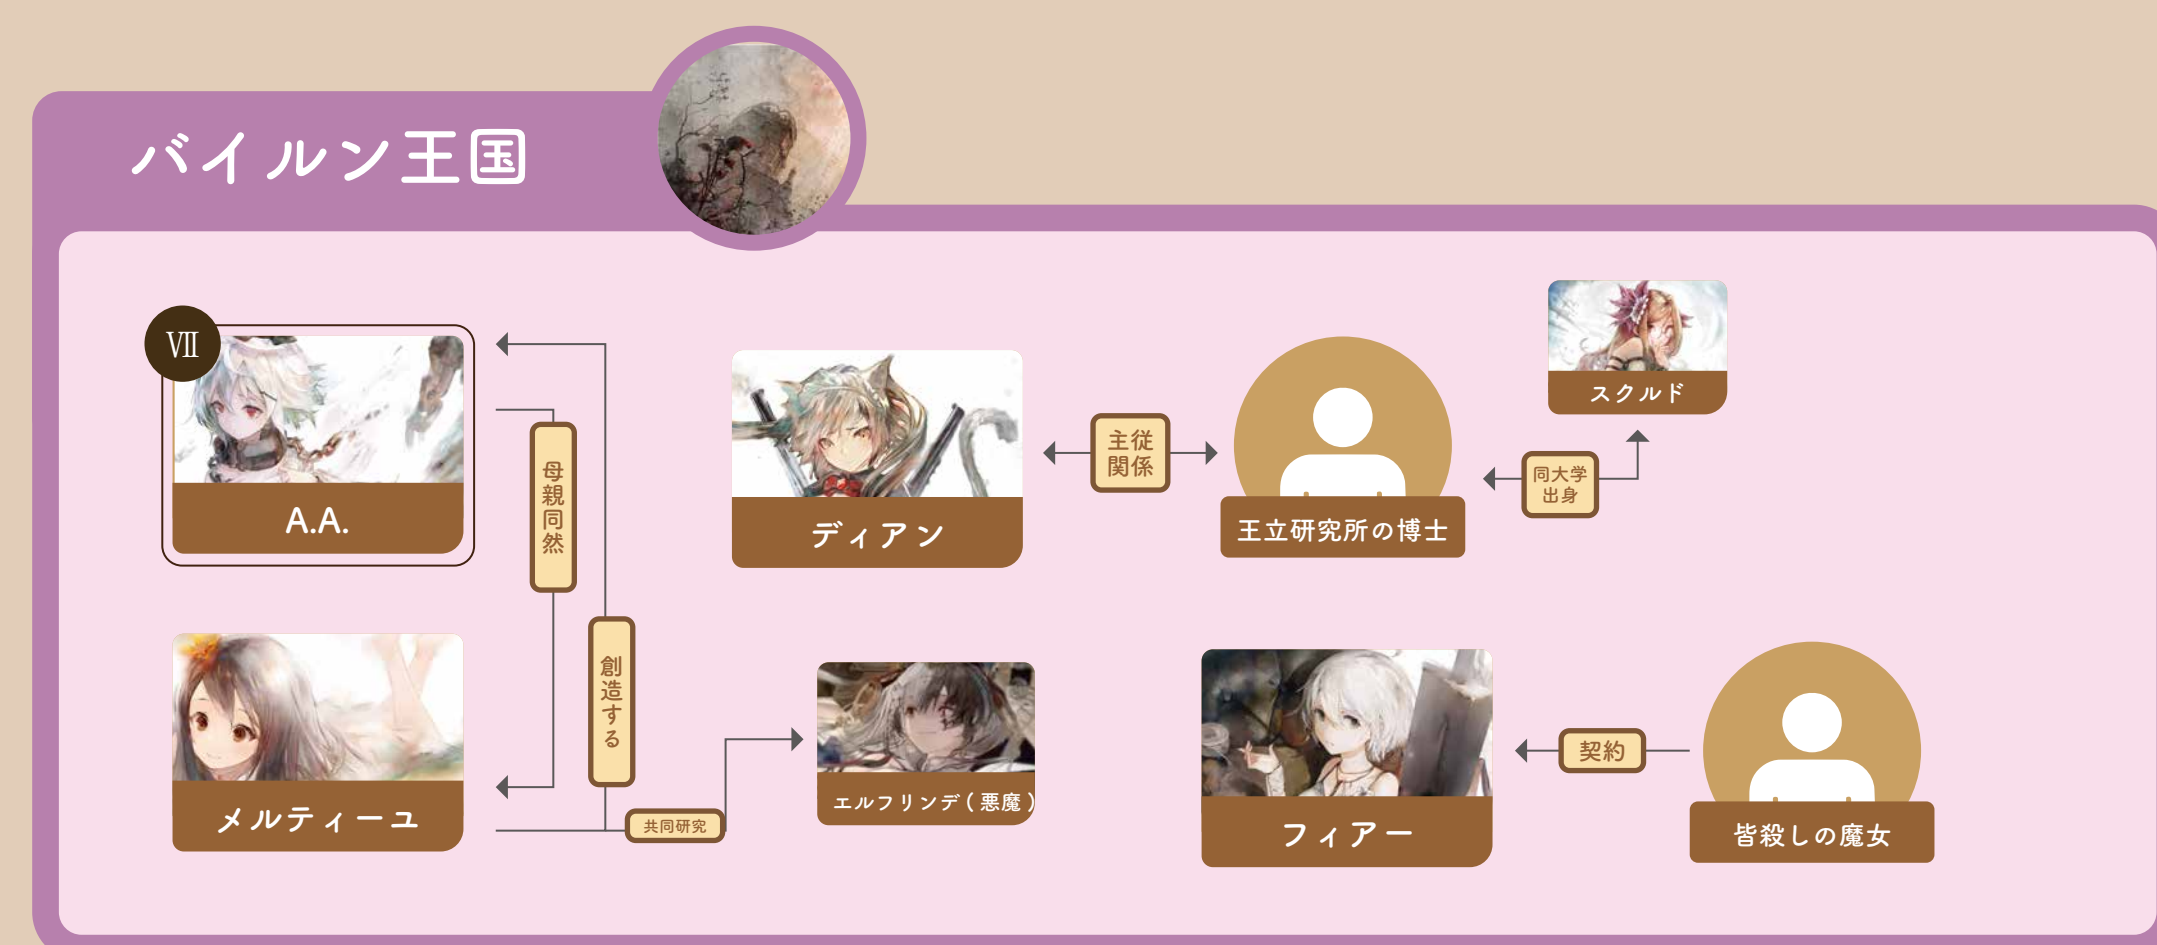 バイルン王国
Ⅶ
A.A.
母親同然
創造する
メルティーユ
共同研究
エルフリンデ(悪魔)
ディアン
主従
関係
王立研究所の博士
同大学
出身
スクルド
フィアー
契約
皆殺しの魔女